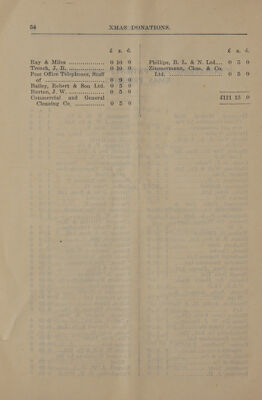 54 XMAS DONATIONS.
£ s. d.
Ray & Miles ................ 0 10 0
Trench, J. R. ................ 0 10 0
Post Office Telephones, Staff
of ........................... 0 9 0
Bailey, Robert & Son Ltd. 0 5 0
Burton, J. W. ................ 0 5 0
Commercial and General
Cleaning Co. .............. 0 5 0
£ s. d.
Phillips, B. L. & N. Ltd.... 0 5 0
Zimmermann, Chas. & Co.
Ltd. ......................... 0 5 0
£121 15 0